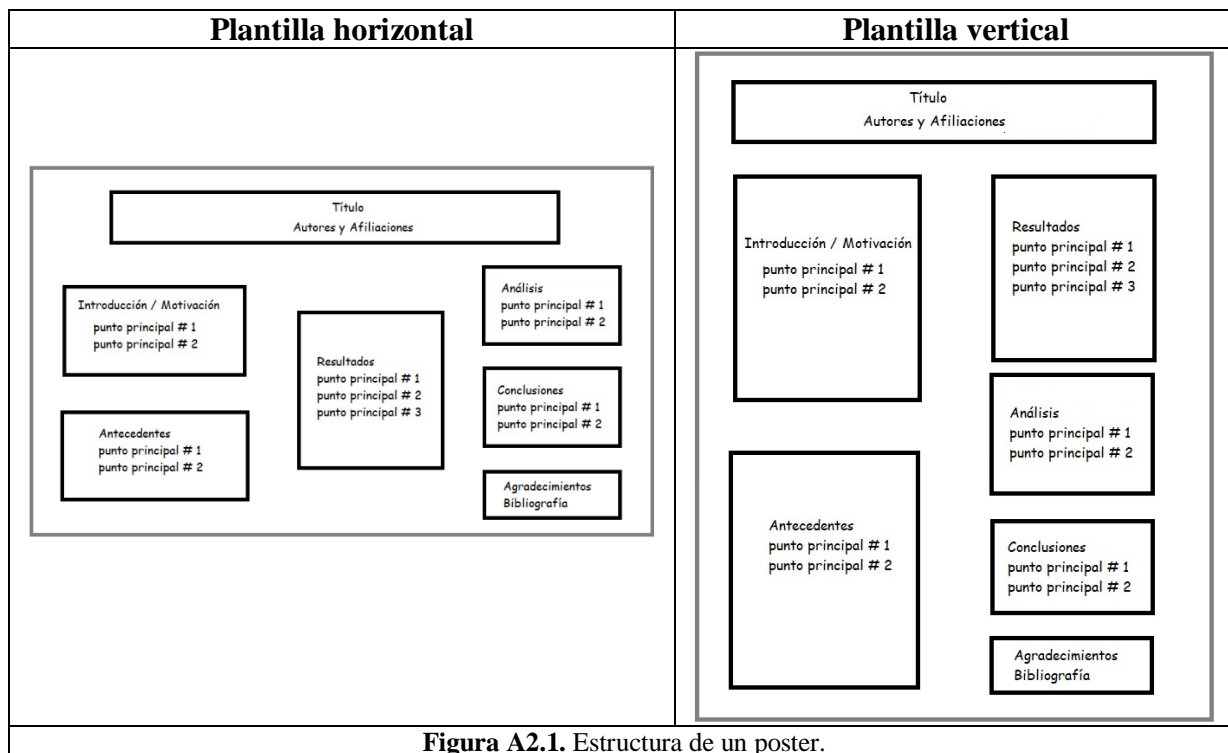 Plantilla horizontal
Título
Autores y Afiliaciones
Introducción / Motivación
punto principal # 1
punto principal # 2
Antecedentes
punto principal # 1
punto principal # 2
Resultados
punto principal # 1
punto principal # 2
punto principal # 3
Análisis
punto principal # 1
punto principal # 2
Conclusiones
punto principal # 1
punto principal # 2
Agradecimientos
Bibliografía
Plantilla vertical
Título
Autores y Afiliaciones
Introducción / Motivación
punto principal # 1
punto principal # 2
Antecedentes
punto principal # 1
punto principal # 2
Resultados
punto principal # 1
punto principal # 2
punto principal # 3
Análisis
punto principal # 1
punto principal # 2
Conclusiones
punto principal # 1
punto principal # 2
Agradecimientos
Bibliografía
Figura A2.1. Estructura de un poster.